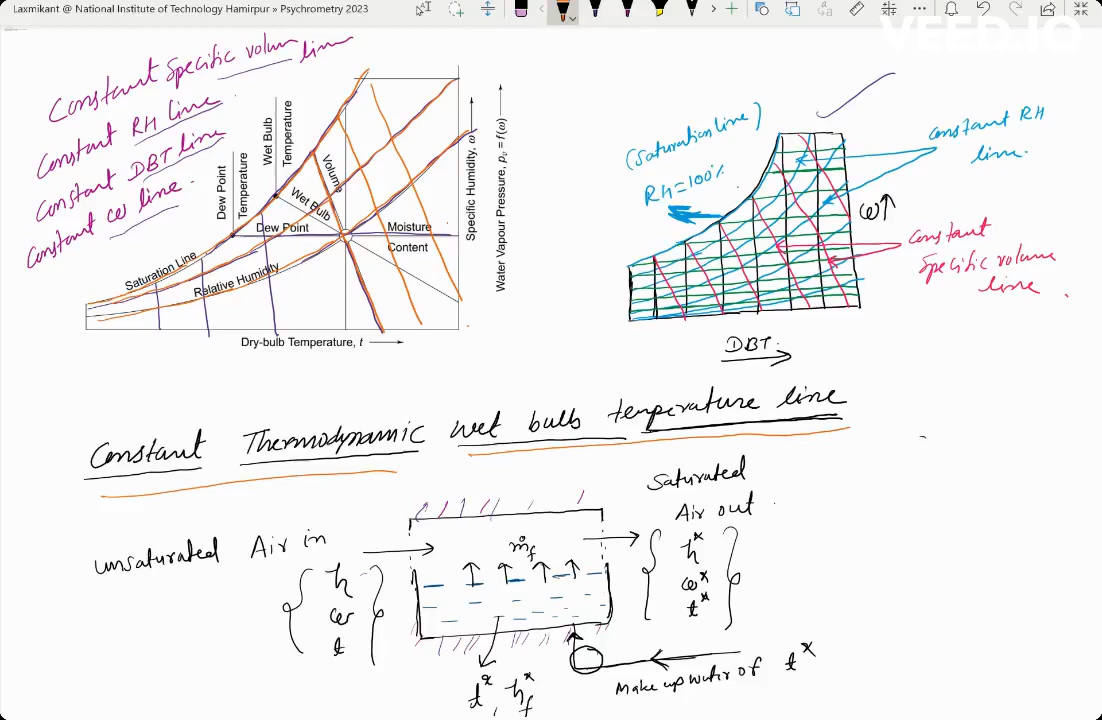 Laxmikant @ National Institute of Technology Hamirpur » Psychrometry 2023
VEED.IO
Constant Specific volume line
Constant RH line
Constant DBT line
Constant ω line
Dew Point
Temperature
Wet Bulb
Temperature
Volume
Wet Bulb
Dew Point
Moisture
Content
Saturation Line
Relative Humidity
Dry-bulb Temperature, t
Specific Humidity, ω
Water Vapour Pressure, pᵥ = f(ω)
(Saturation line)
RH=100%
constant RH
line.
ω↑
Constant
Specific volume
line.
DBT
Constant Thermodynamic wet bulb temperature line
Saturated
Air out
unsaturated Air in
ṁf
h
ω
t
h*
ω*
t*
t*, hf*
Make up water of t*